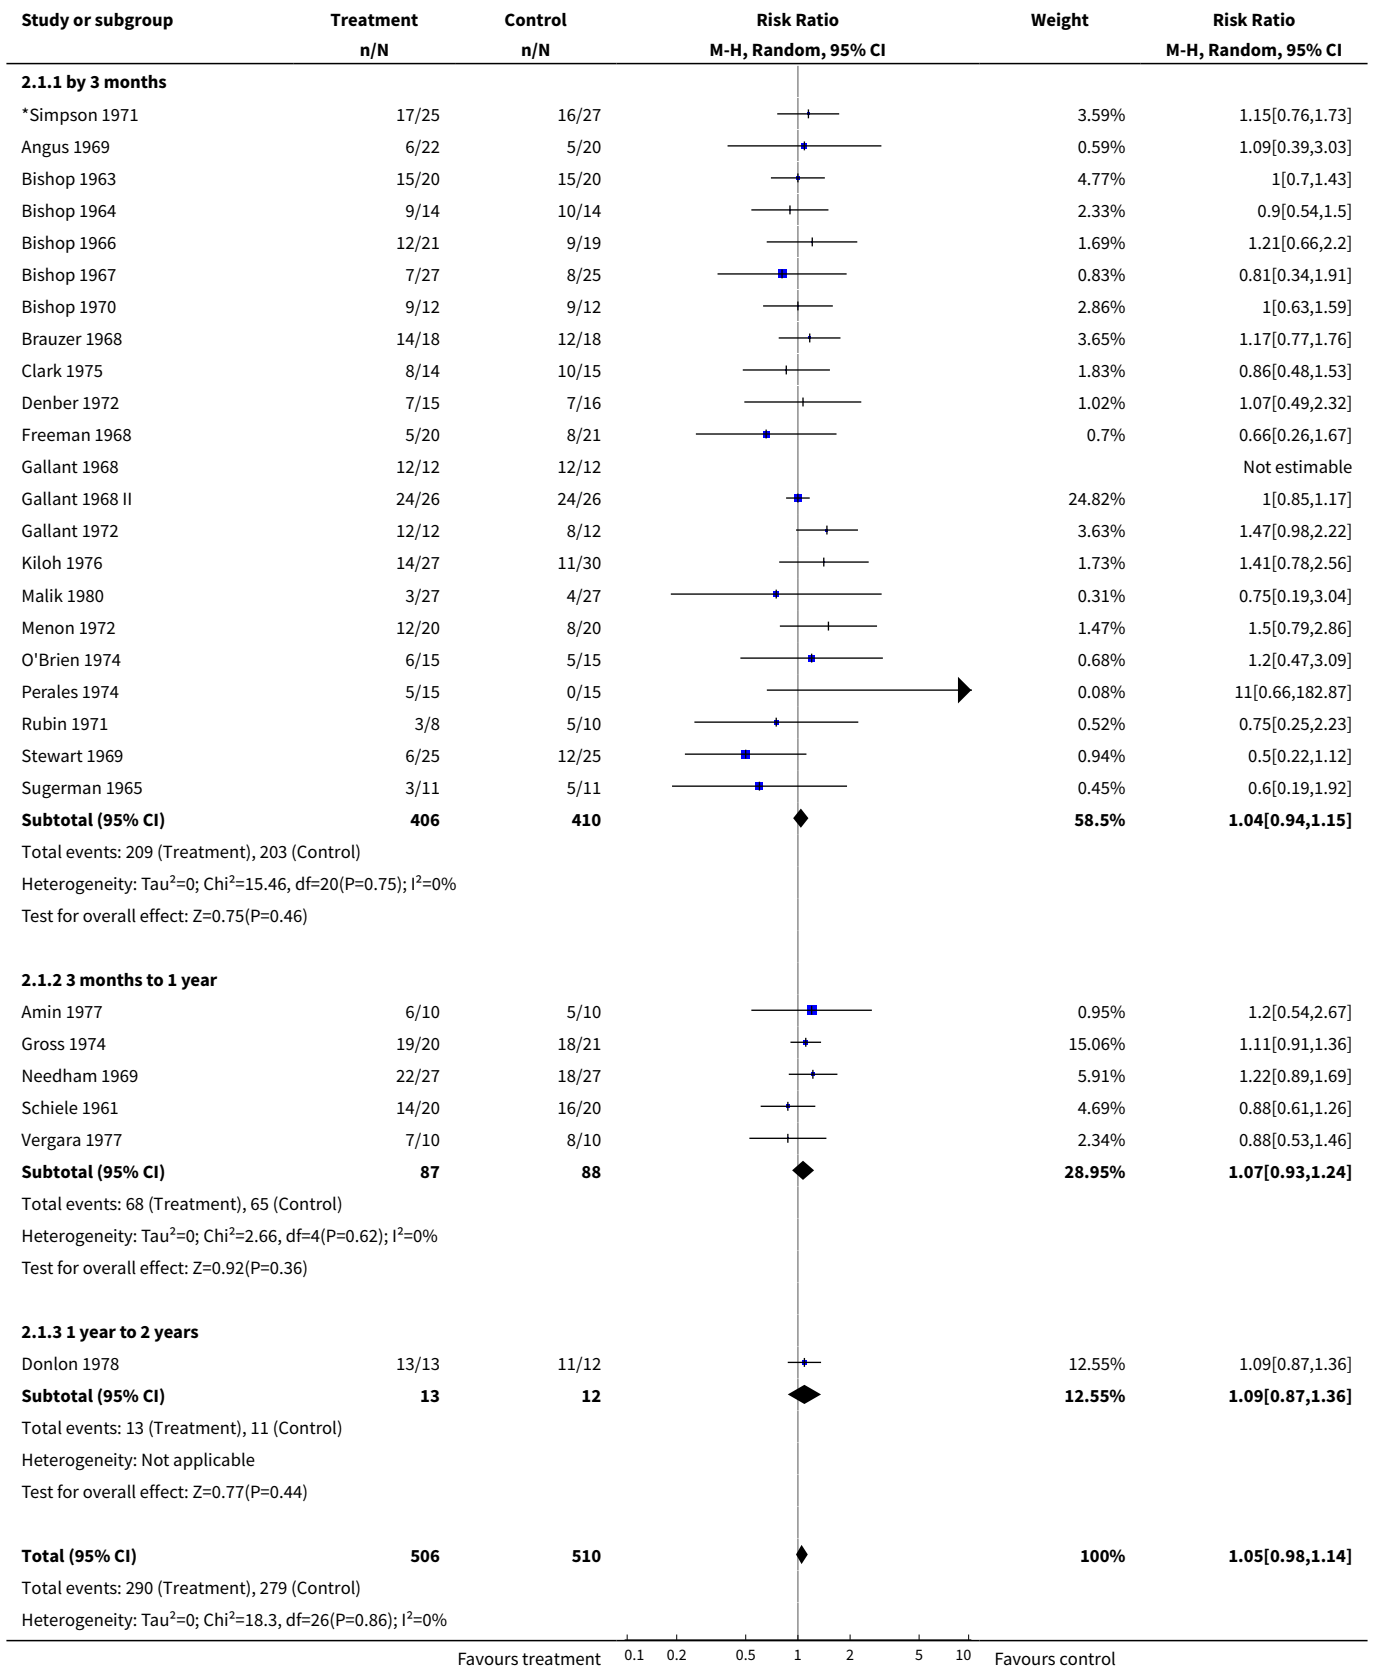 Study or subgroup Treatment Control Risk Ratio Weight Risk Ratio
n/N n/N M-H, Random, 95% CI M-H, Random, 95% CI
2.1.1 by 3 months
*Simpson 1971 17/25 16/27 3.59% 1.15[0.76,1.73]
Angus 1969 6/22 5/20 0.59% 1.09[0.39,3.03]
Bishop 1963 15/20 15/20 4.77% 1[0.7,1.43]
Bishop 1964 9/14 10/14 2.33% 0.9[0.54,1.5]
Bishop 1966 12/21 9/19 1.69% 1.21[0.66,2.2]
Bishop 1967 7/27 8/25 0.83% 0.81[0.34,1.91]
Bishop 1970 9/12 9/12 2.86% 1[0.63,1.59]
Brauzer 1968 14/18 12/18 3.65% 1.17[0.77,1.76]
Clark 1975 8/14 10/15 1.83% 0.86[0.48,1.53]
Denber 1972 7/15 7/16 1.02% 1.07[0.49,2.32]
Freeman 1968 5/20 8/21 0.7% 0.66[0.26,1.67]
Gallant 1968 12/12 12/12 Not estimable
Gallant 1968 II 24/26 24/26 24.82% 1[0.85,1.17]
Gallant 1972 12/12 8/12 3.63% 1.47[0.98,2.22]
Kiloh 1976 14/27 11/30 1.73% 1.41[0.78,2.56]
Malik 1980 3/27 4/27 0.31% 0.75[0.19,3.04]
Menon 1972 12/20 8/20 1.47% 1.5[0.79,2.86]
O'Brien 1974 6/15 5/15 0.68% 1.2[0.47,3.09]
Perales 1974 5/15 0/15 0.08% 11[0.66,182.87]
Rubin 1971 3/8 5/10 0.52% 0.75[0.25,2.23]
Stewart 1969 6/25 12/25 0.94% 0.5[0.22,1.12]
Sugerman 1965 3/11 5/11 0.45% 0.6[0.19,1.92]
Subtotal (95% CI) 406 410 58.5% 1.04[0.94,1.15]
Total events: 209 (Treatment), 203 (Control)
Heterogeneity: Tau²=0; Chi²=15.46, df=20(P=0.75); I²=0%
Test for overall effect: Z=0.75(P=0.46)
2.1.2 3 months to 1 year
Amin 1977 6/10 5/10 0.95% 1.2[0.54,2.67]
Gross 1974 19/20 18/21 15.06% 1.11[0.91,1.36]
Needham 1969 22/27 18/27 5.91% 1.22[0.89,1.69]
Schiele 1961 14/20 16/20 4.69% 0.88[0.61,1.26]
Vergara 1977 7/10 8/10 2.34% 0.88[0.53,1.46]
Subtotal (95% CI) 87 88 28.95% 1.07[0.93,1.24]
Total events: 68 (Treatment), 65 (Control)
Heterogeneity: Tau²=0; Chi²=2.66, df=4(P=0.62); I²=0%
Test for overall effect: Z=0.92(P=0.36)
2.1.3 1 year to 2 years
Donlon 1978 13/13 11/12 12.55% 1.09[0.87,1.36]
Subtotal (95% CI) 13 12 12.55% 1.09[0.87,1.36]
Total events: 13 (Treatment), 11 (Control)
Heterogeneity: Not applicable
Test for overall effect: Z=0.77(P=0.44)
Total (95% CI) 506 510 100% 1.05[0.98,1.14]
Total events: 290 (Treatment), 279 (Control)
Heterogeneity: Tau²=0; Chi²=18.3, df=26(P=0.86); I²=0%
Favours treatment 0.1 0.2 0.5 1 2 5 10 Favours control